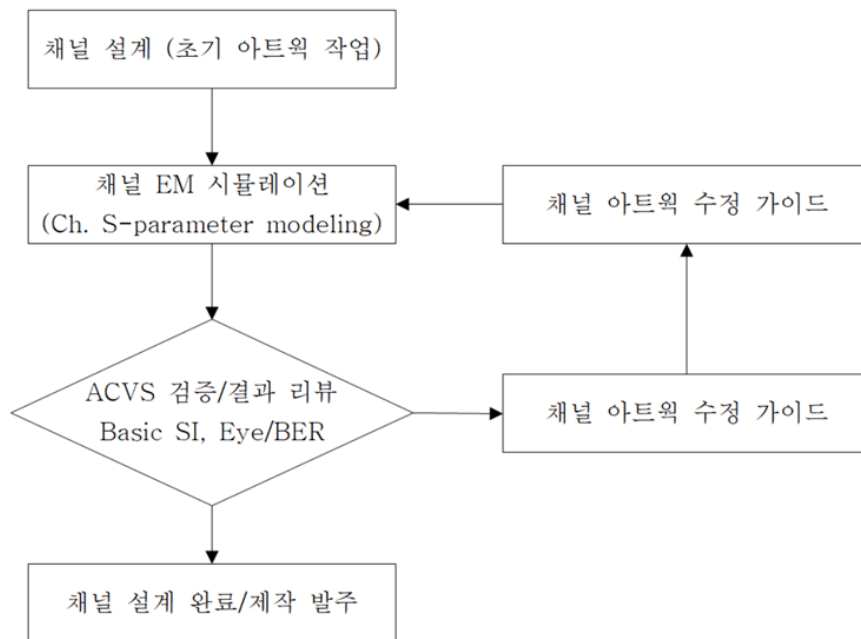 채널 설계 (초기 아트웍 작업)
채널 EM 시뮬레이션
(Ch. S-parameter modeling)
채널 아트웍 수정 가이드
ACVS 검증/결과 리뷰
Basic SI, Eye/BER
채널 아트웍 수정 가이드
채널 설계 완료/제작 발주